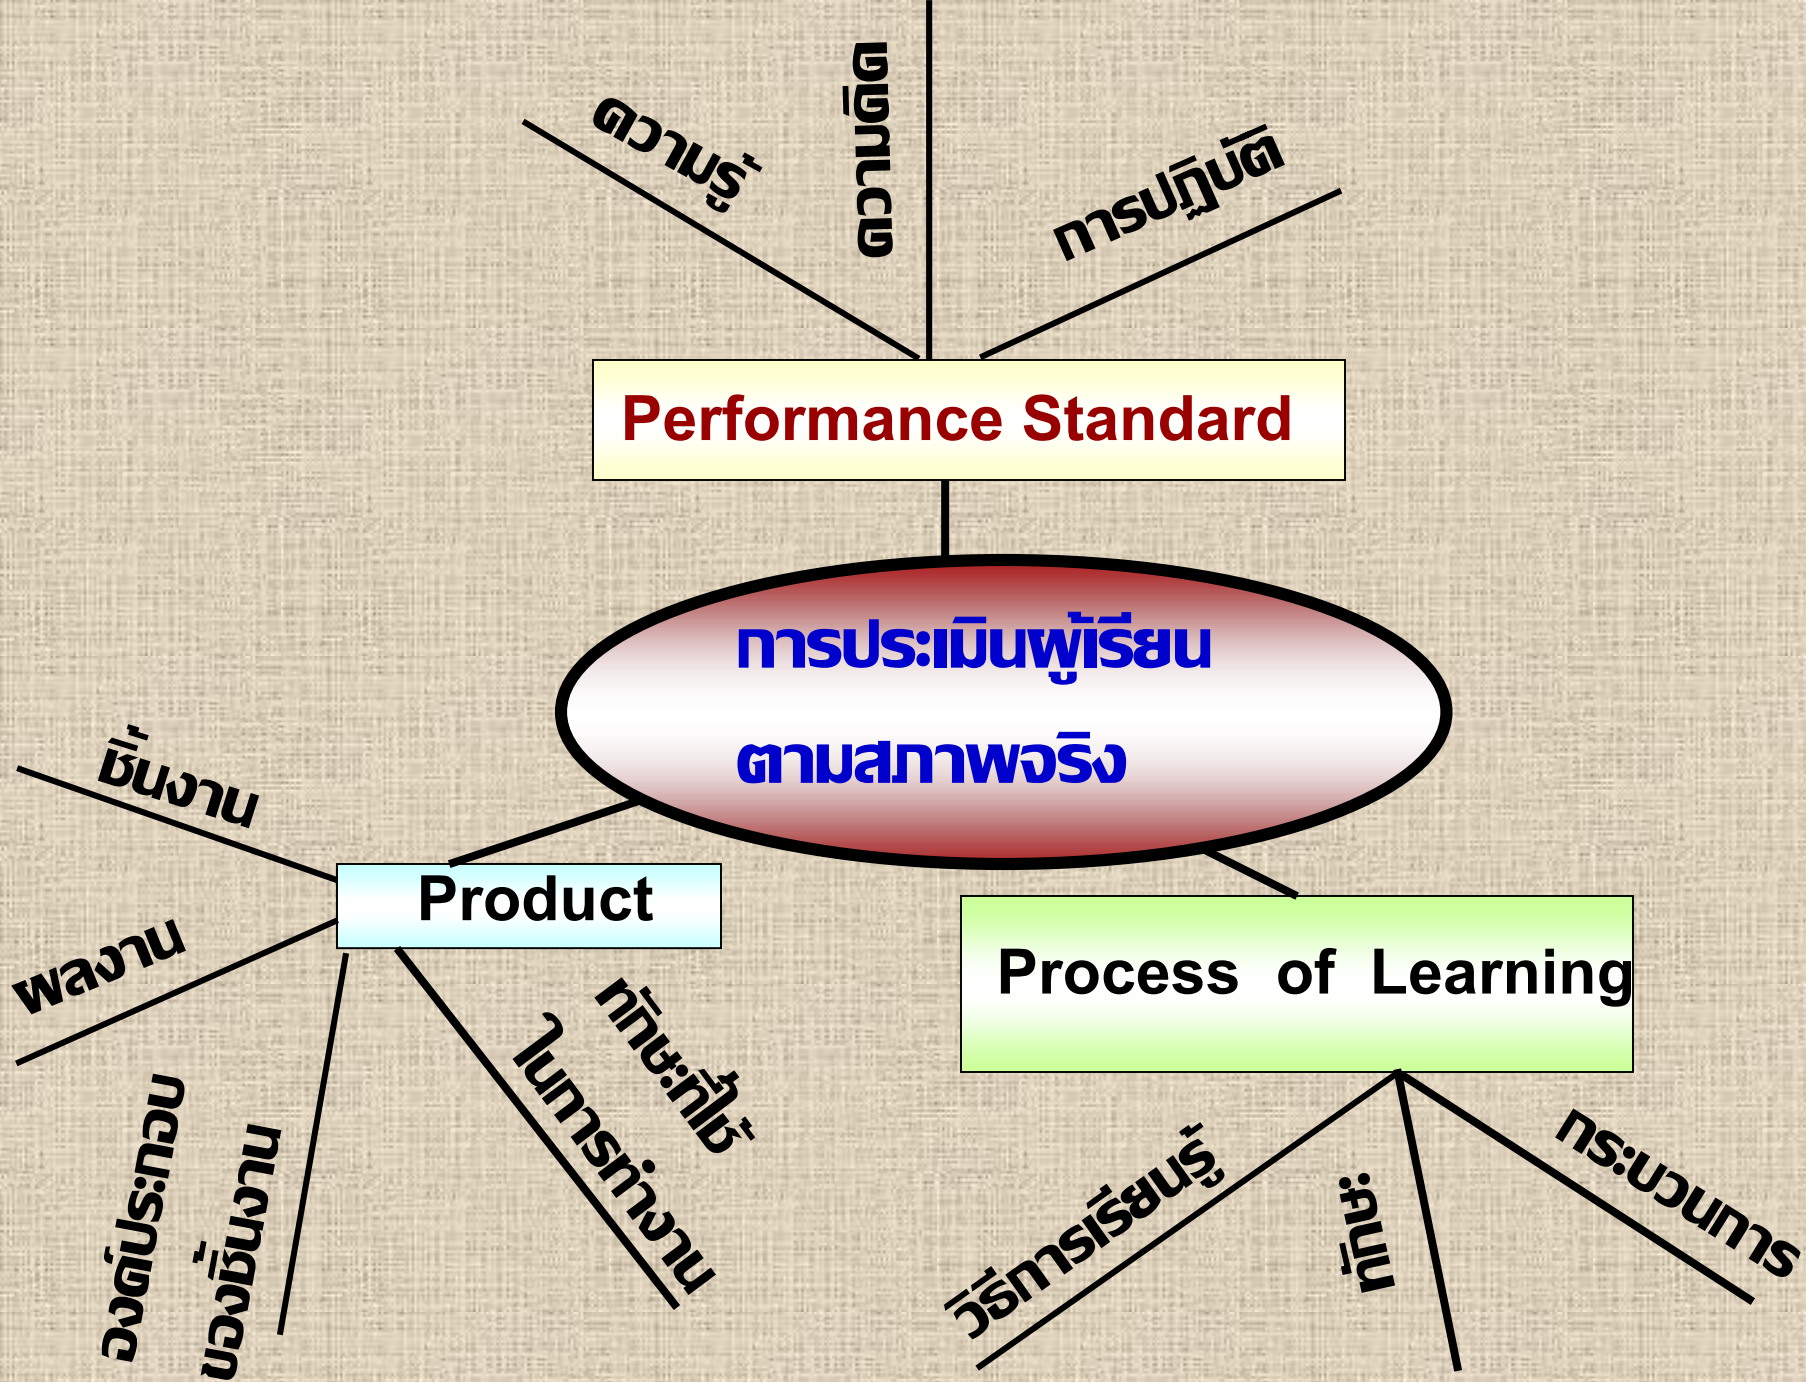 ความรู้
ความคิด
การปฏิบัติ
Performance Standard
การประเมินผู้เรียน
ตามสภาพจริง
ชิ้นงาน
Product
ผลงาน
องค์ประกอบ
ของชิ้นงาน
ทักษะที่ใช้
ในการทำงาน
Process of Learning
วิธีการเรียนรู้
ทักษะ
กระบวนการ